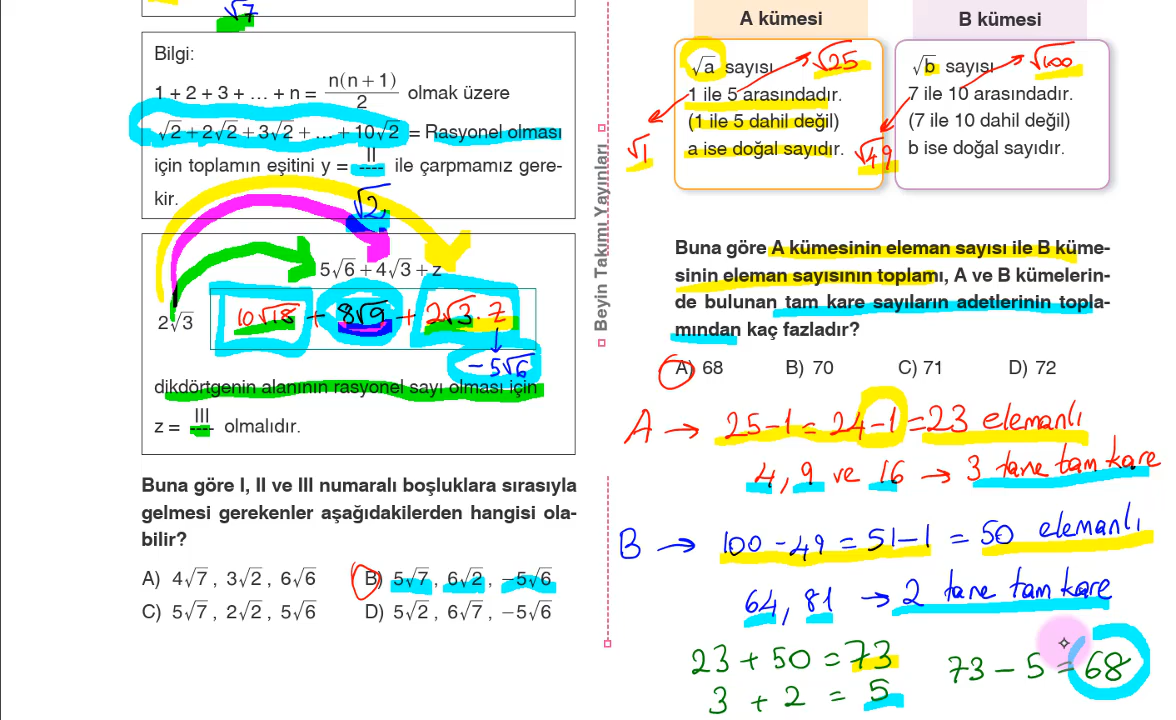 √7
Bilgi:
1 + 2 + 3 + ... + n = n(n + 1)/2 olmak üzere
√2 + 2√2 + 3√2 + ... + 10√2 = Rasyonel olması
için toplamın eşitini y = II ---- ile çarpmamız gere-
kir.
√2
5√6 + 4√3 + z
2√3
10√18 + 8√9 + 2√3 . z
-5√6
dikdörtgenin alanının rasyonel sayı olması için
z = III ---- olmalıdır.
Buna göre I, II ve III numaralı boşluklara sırasıyla
gelmesi gerekenler aşağıdakilerden hangisi ola-
bilir?
A) 4√7 , 3√2 , 6√6
B) 5√7 , 6√2 , −5√6
C) 5√7 , 2√2 , 5√6
D) 5√2 , 6√7 , −5√6
Beyin Takımı Yayınları
A kümesi
√a sayısı
1 ile 5 arasındadır.
(1 ile 5 dahil değil)
a ise doğal sayıdır.
√25
√1
B kümesi
√b sayısı
7 ile 10 arasındadır.
(7 ile 10 dahil değil)
b ise doğal sayıdır.
√100
√49
Buna göre A kümesinin eleman sayısı ile B küme-
sinin eleman sayısının toplamı, A ve B kümelerin-
de bulunan tam kare sayıların adetlerinin topla-
mından kaç fazladır?
A) 68
B) 70
C) 71
D) 72
A → 25-1 = 24-1 = 23 elemanlı
4, 9 ve 16 → 3 tane tam kare
B → 100-49 = 51-1 = 50 elemanlı
64, 81 → 2 tane tam kare
23 + 50 = 73
3 + 2 = 5
73 - 5 = 68